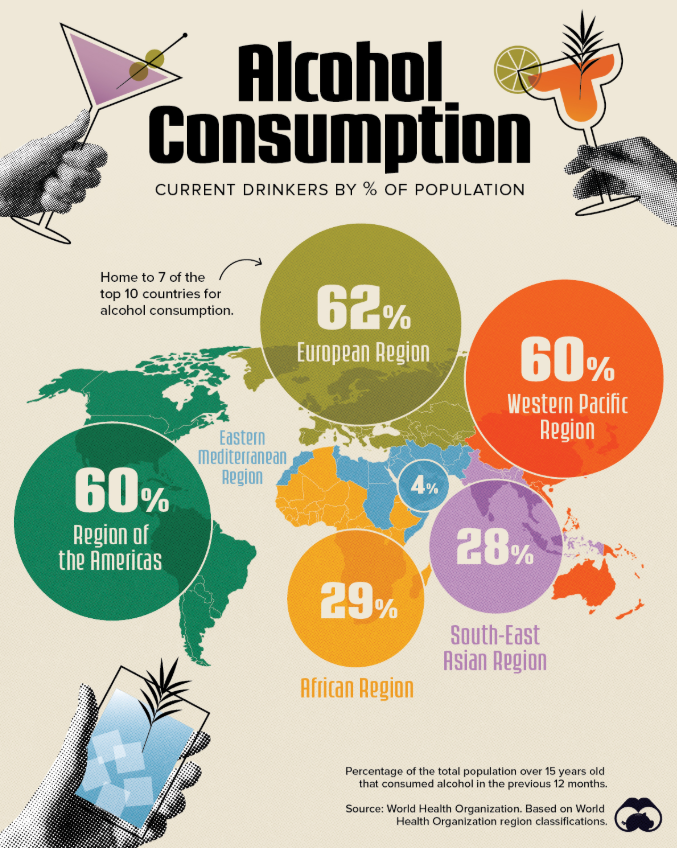 Alcohol
Consumption
CURRENT DRINKERS BY % OF POPULATION
Home to 7 of the
top 10 countries for
alcohol consumption.
62%
European Region
60%
Western Pacific
Region
Eastern
Mediterranean
Region
4%
60%
Region of
the Americas
28%
South-East
Asian Region
29%
African Region
Percentage of the total population over 15 years old
that consumed alcohol in the previous 12 months.
Source: World Health Organization. Based on World
Health Organization region classifications.